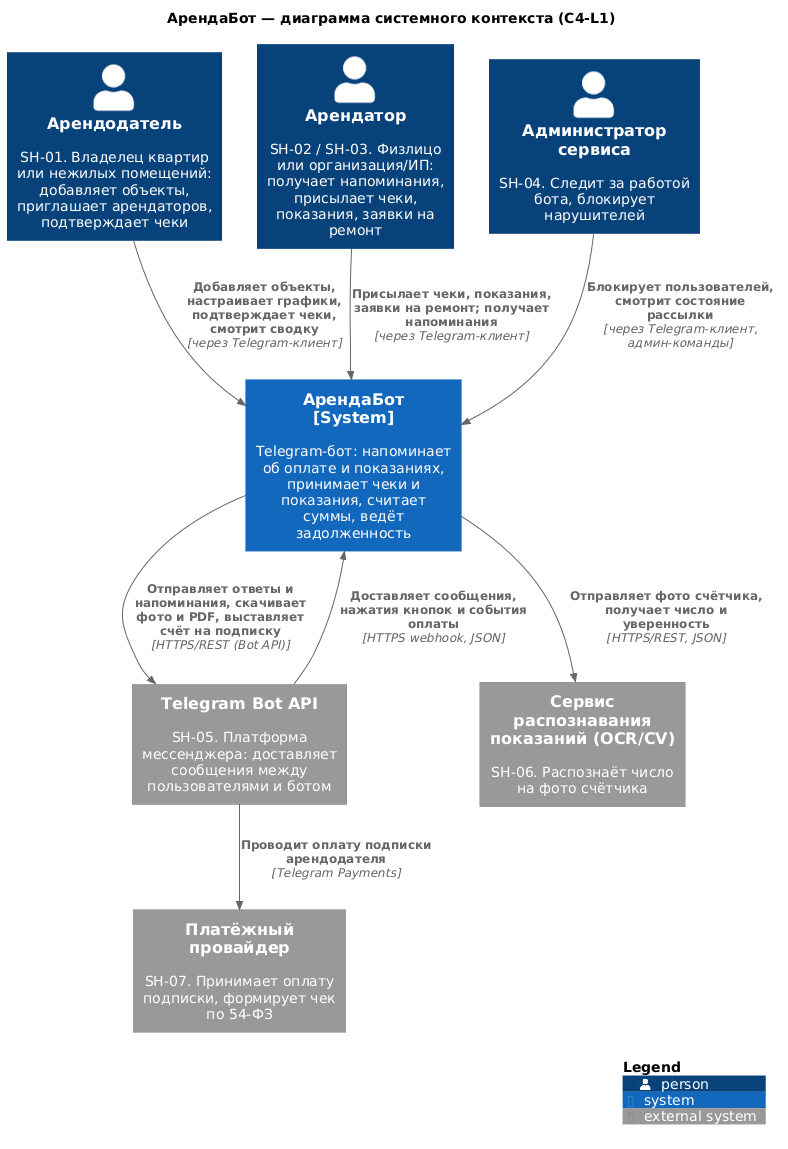 АрендаБот — диаграмма системного контекста (C4-L1)
Арендодатель
SH-01. Владелец квартир
или нежилых помещений:
добавляет объекты,
приглашает арендаторов,
подтверждает чеки
Арендатор
SH-02 / SH-03. Физлицо
или организация/ИП:
получает напоминания,
присылает чеки,
показания, заявки на
ремонт
Администратор
сервиса
SH-04. Следит за работой
бота, блокирует
нарушителей
Добавляет объекты,
настраивает графики,
подтверждает чеки,
смотрит сводку
[через Telegram-клиент]
Присылает чеки, показания,
заявки на ремонт; получает
напоминания
[через Telegram-клиент]
Блокирует пользователей,
смотрит состояние
рассылки
[через Telegram-клиент,
админ-команды]
АрендаБот
[System]
Telegram-бот: напоминает
об оплате и показаниях,
принимает чеки и
показания, считает
суммы, ведёт
задолженность
Отправляет ответы и
напоминания, скачивает
фото и PDF, выставляет
счёт на подписку
[HTTPS/REST (Bot API)]
Доставляет сообщения,
нажатия кнопок и события
оплаты
[HTTPS webhook, JSON]
Отправляет фото счётчика,
получает число и
уверенность
[HTTPS/REST, JSON]
Telegram Bot API
SH-05. Платформа
мессенджера: доставляет
сообщения между
пользователями и ботом
Сервис
распознавания
показаний (OCR/CV)
SH-06. Распознаёт число
на фото счётчика
Проводит оплату подписки
арендодателя
[Telegram Payments]
Платёжный
провайдер
SH-07. Принимает оплату
подписки, формирует чек
по 54-ФЗ
Legend
person
system
external system